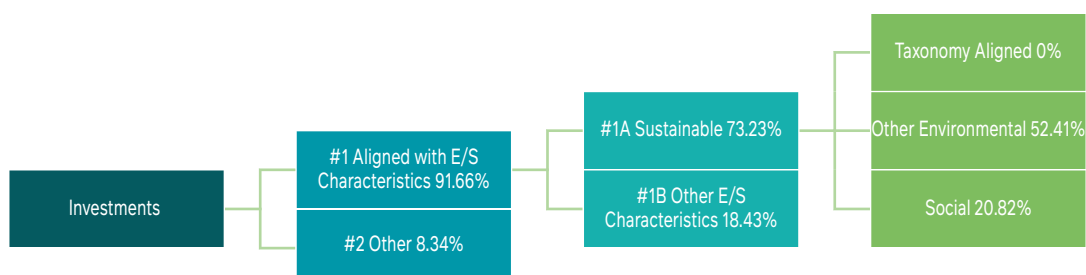 Investments
#1 Aligned with E/S
Characteristics 91.66%
#2 Other 8.34%
#1A Sustainable 73.23%
#1B Other E/S
Characteristics 18.43%
Taxonomy Aligned 0%
Other Environmental 52.41%
Social 20.82%